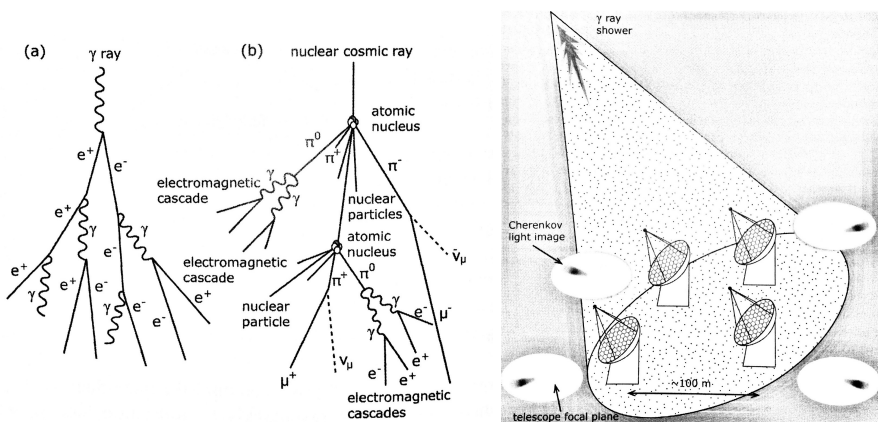 (a)
γ ray
e⁺
e⁻
e⁺
γ
γ
e⁻
e⁺
γ
e⁺
e⁻
γ
e⁻
e⁻
e⁺
(b)
nuclear cosmic ray
atomic
nucleus
π⁰
π⁺
π⁻
electromagnetic
cascade
γ
γ
nuclear
particles
atomic
nucleus
ν̄μ
electromagnetic
cascade
π⁺
π⁰
nuclear
particle
γ
γ
e⁻
μ⁻
νμ
e⁺
μ⁺
e⁻
e⁺
electromagnetic
cascades
γ ray
shower
Cherenkov
light image
~100 m
telescope focal plane